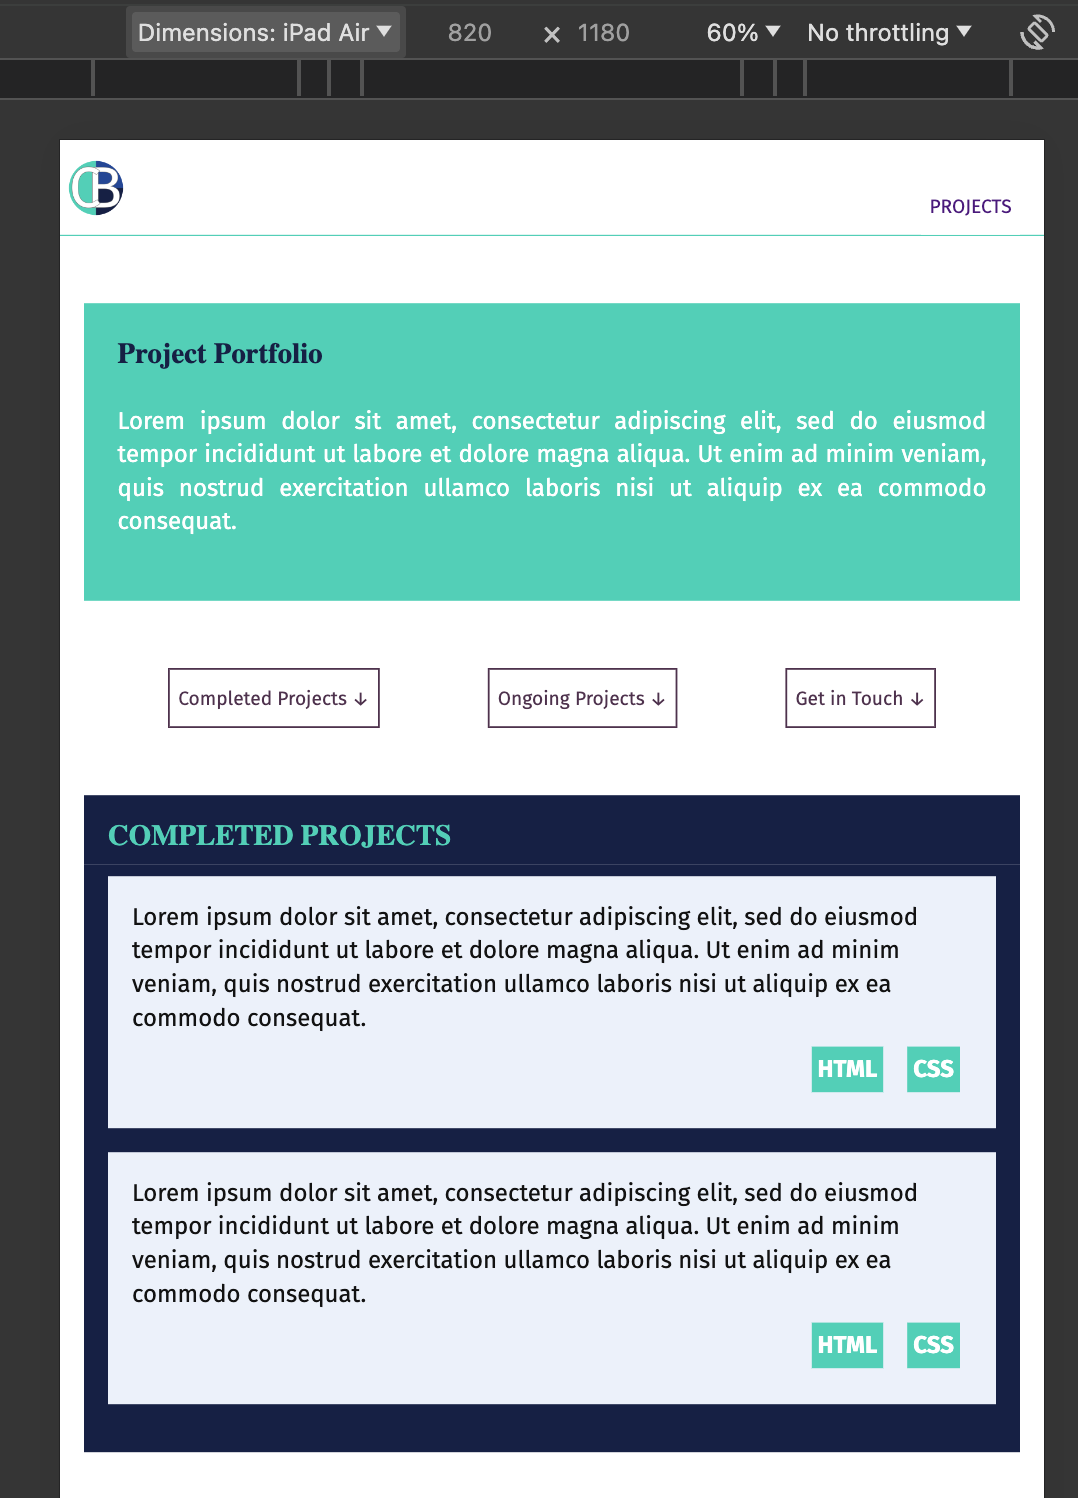 Dimensions: iPad Air ▼ 820 × 1180 60% ▼ No throttling ▼
CB
PROJECTS
Project Portfolio
Lorem ipsum dolor sit amet, consectetur adipiscing elit, sed do eiusmod
tempor incididunt ut labore et dolore magna aliqua. Ut enim ad minim veniam,
quis nostrud exercitation ullamco laboris nisi ut aliquip ex ea commodo
consequat.
Completed Projects ↓ Ongoing Projects ↓ Get in Touch ↓
COMPLETED PROJECTS
Lorem ipsum dolor sit amet, consectetur adipiscing elit, sed do eiusmod
tempor incididunt ut labore et dolore magna aliqua. Ut enim ad minim
veniam, quis nostrud exercitation ullamco laboris nisi ut aliquip ex ea
commodo consequat.
HTML CSS
Lorem ipsum dolor sit amet, consectetur adipiscing elit, sed do eiusmod
tempor incididunt ut labore et dolore magna aliqua. Ut enim ad minim
veniam, quis nostrud exercitation ullamco laboris nisi ut aliquip ex ea
commodo consequat.
HTML CSS